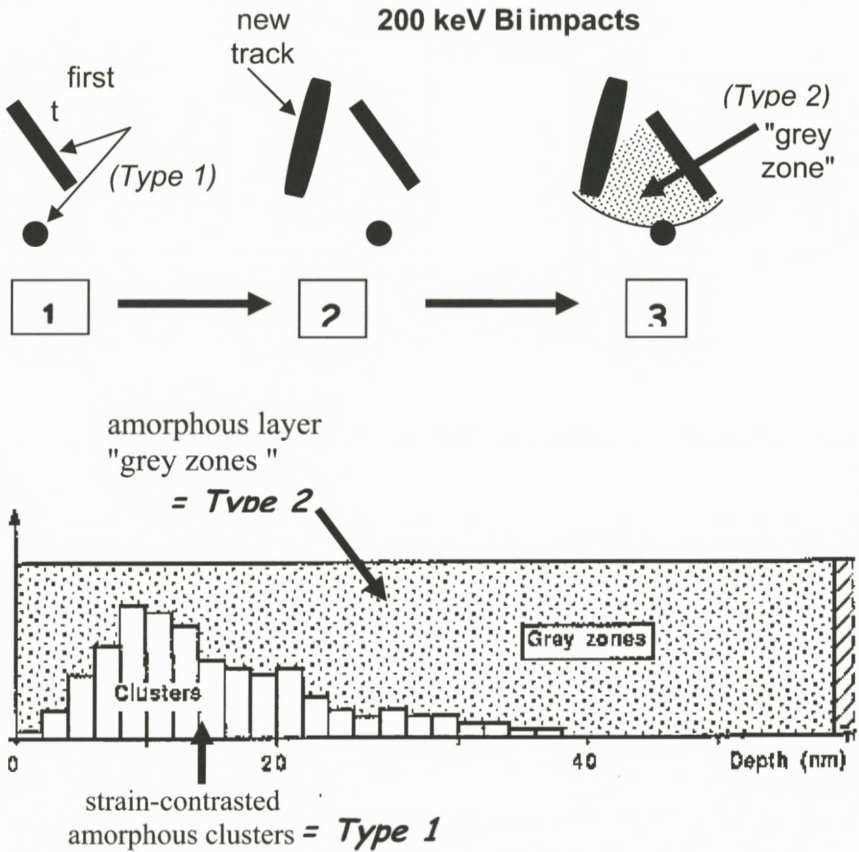 200 keV Bi impacts
new
track
first
t
(Type 1)
(Type 2)
"grey
zone"
1
2
3
amorphous layer
"grey zones "
= Type 2
Gray zones
Clusters
0
20
40
Depth (nm)
strain-contrasted
amorphous clusters = Type 1